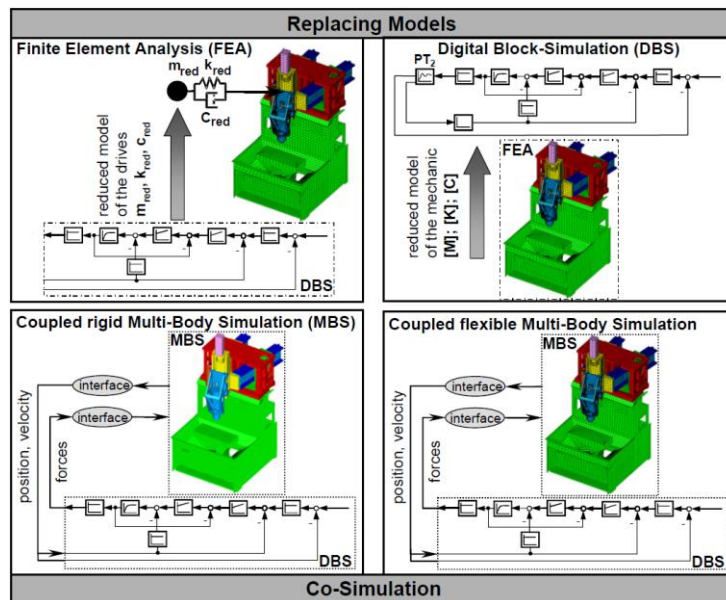 Replacing Models
Finite Element Analysis (FEA)
m_red k_red
c_red
reduced model
of the drives
m_red, k_red, c_red
DBS
Digital Block-Simulation (DBS)
PT_2
FEA
reduced model
of the mechanic
[M]; [K]; [C]
Coupled rigid Multi-Body Simulation (MBS)
MBS
interface
interface
position, velocity
forces
DBS
Coupled flexible Multi-Body Simulation
MBS
interface
interface
position, velocity
forces
DBS
Co-Simulation